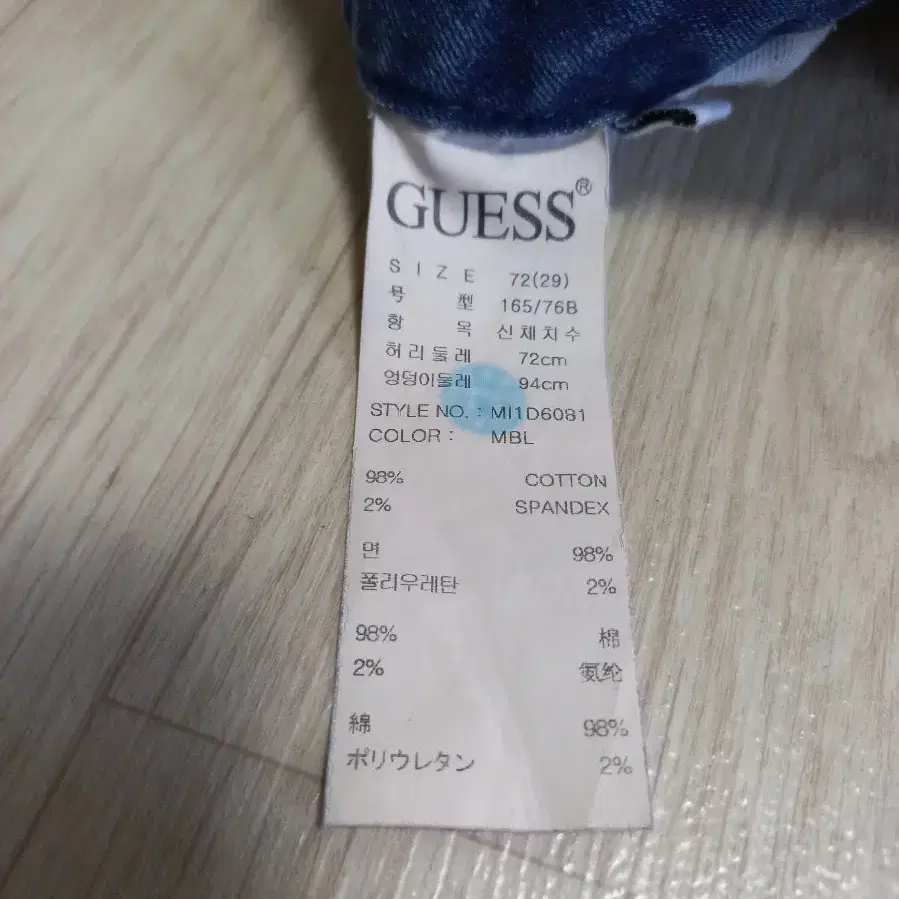 GUESS®
SIZE 72(29)
号型 165/76B
항목 신체치수
허리둘레 72cm
엉덩이둘레 94cm
STYLE NO. : MI1D6081
COLOR : MBL
98% COTTON
2% SPANDEX
면 98%
폴리우레탄 2%
98% 棉
2% 氨纶
綿 98%
ポリウレタン 2%